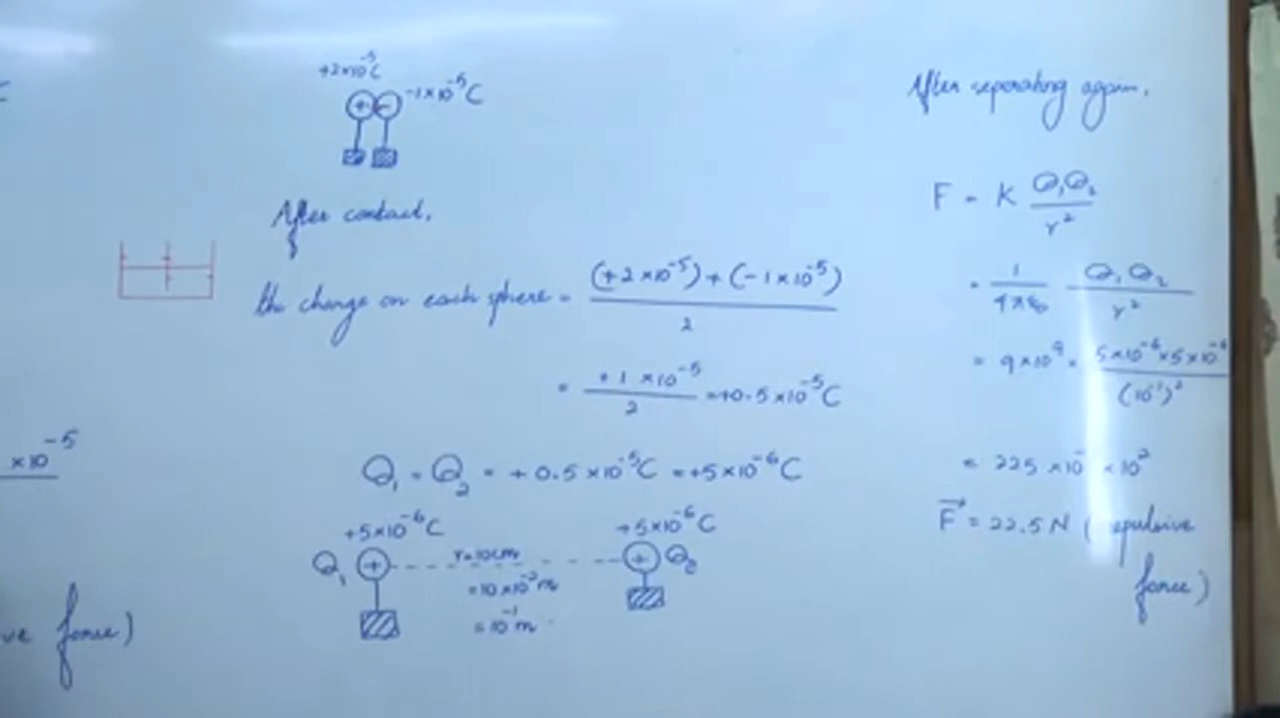 +2×10⁻⁵C
-1×10⁻⁵C
After contact,
the charge on each sphere = (+2×10⁻⁵)+(-1×10⁻⁵) / 2
= +1×10⁻⁵ / 2 = +0.5×10⁻⁵C
×10⁻⁵
Q₁ = Q₂ = +0.5×10⁻⁵C = +5×10⁻⁶C
+5×10⁻⁶C
+5×10⁻⁶C
Q₁ + r=10cm + Q₂
=10×10⁻²m
=10⁻¹m
ve force)
After seperating again,
F = K Q₁Q₂ / r²
= 1 / 4πε₀ Q₁Q₂ / r²
= 9×10⁹ × 5×10⁻⁶×5×10⁻⁶ / (10⁻¹)²
= 225 ×10 ×10²
F⃗ = 22.5N ( epulsive
force)